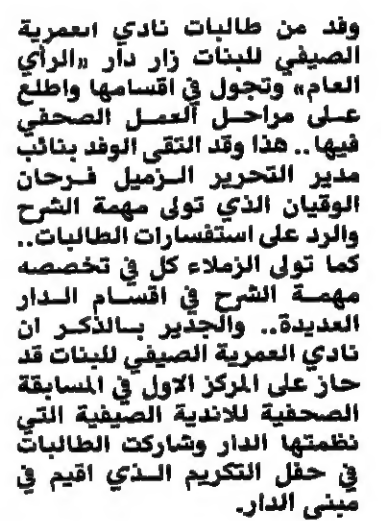 وفد من طالبات نادي العمرية
الصيفي للبنات زار دار «الرأي
العام» وتجول في اقسامها واطلع
على مراحل العمل الصحفي
فيها.. هذا وقد التقى الوفد بنائب
مدير التحرير الزميل فرحان
الوقيان الذي تولى مهمة الشرح
والرد على استفسارات الطالبات..
كما تولى الزملاء كل في تخصصه
مهمة الشرح في اقسام الدار
العديدة.. والجدير بالذكر ان
نادي العمرية الصيفي للبنات قد
حاز على المركز الاول في المسابقة
الصحفية للاندية الصيفية التي
نظمتها الدار وشاركت الطالبات
في حفل التكريم الذي اقيم في
مبنى الدار.